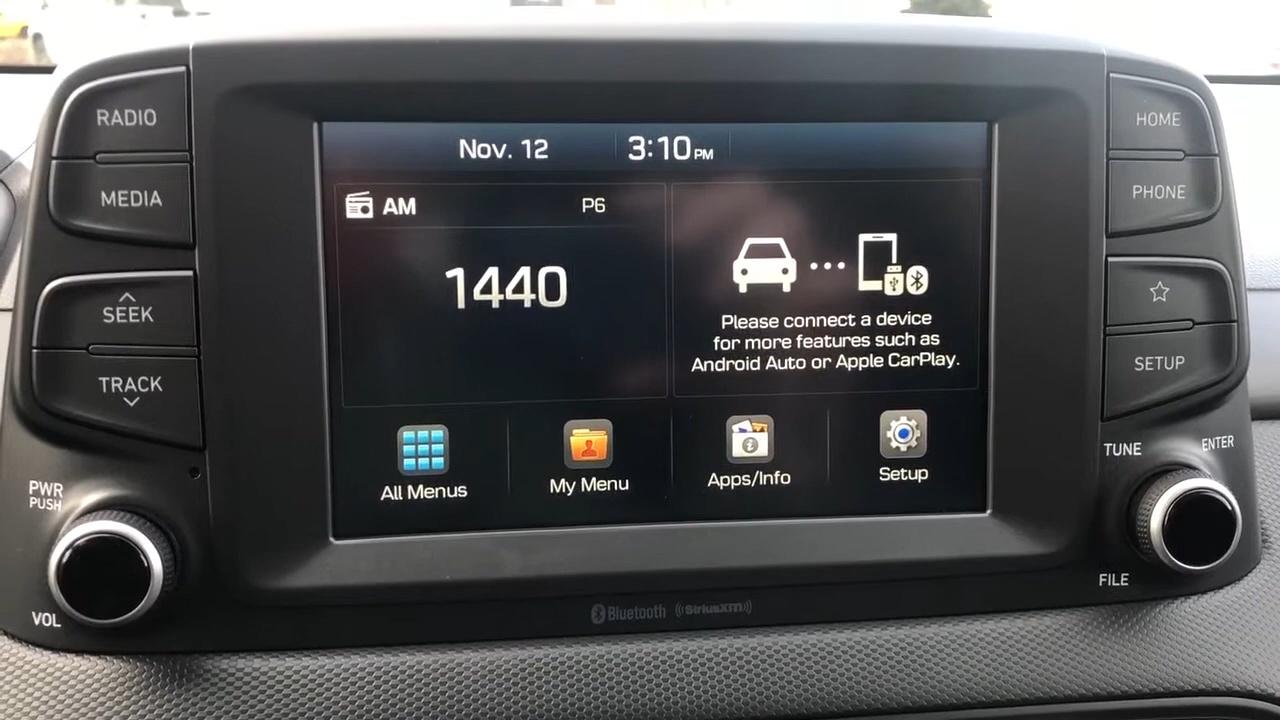 RADIO
MEDIA
SEEK
TRACK
PWR
PUSH
VOL
Nov. 12
3:10 PM
AM
P6
1440
Please connect a device
for more features such as
Android Auto or Apple CarPlay.
All Menus
My Menu
Apps/Info
Setup
HOME
PHONE
SETUP
TUNE
ENTER
FILE
Bluetooth
SiriusXM